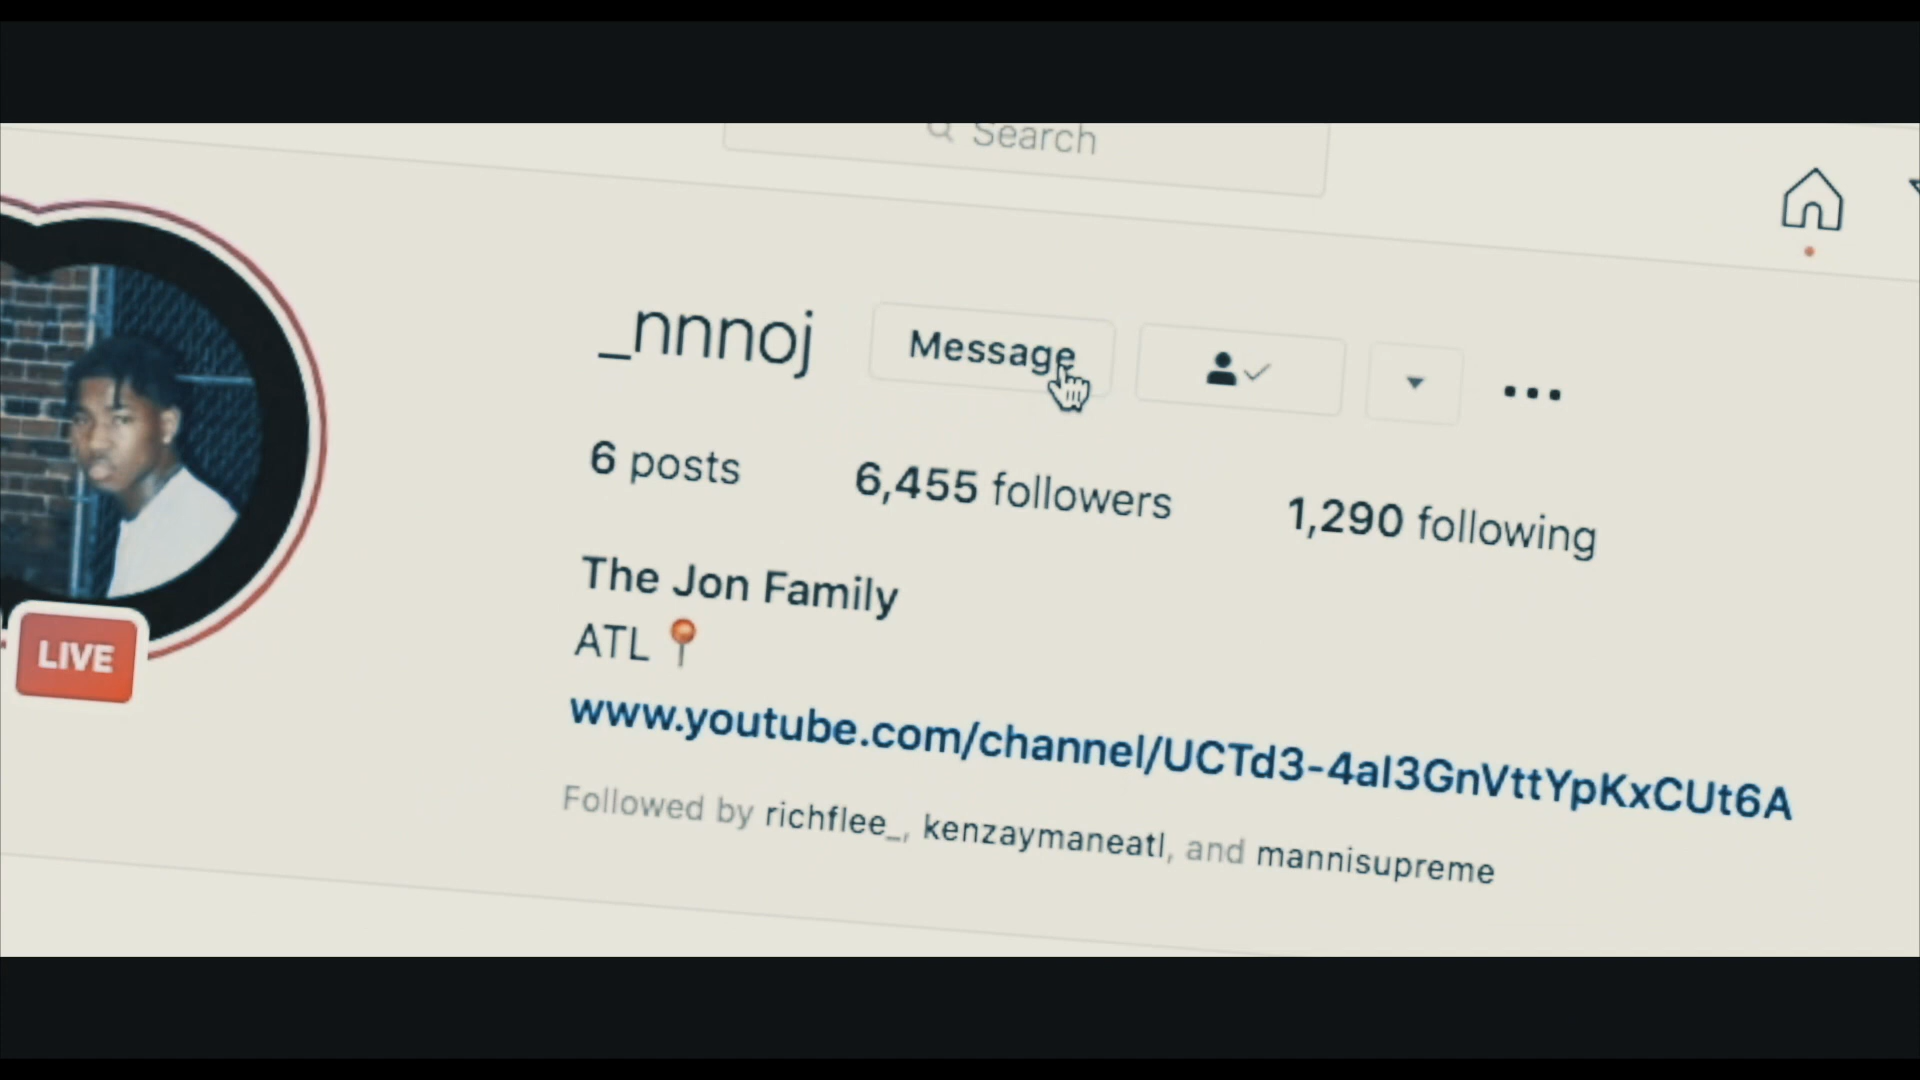 Search
_nnnoj Message
6 posts 6,455 followers 1,290 following
The Jon Family
ATL📍
www.youtube.com/channel/UCTd3-4al3GnVttYpKxCUt6A
Followed by richflee_, kenzaymaneatl, and mannisupreme
LIVE